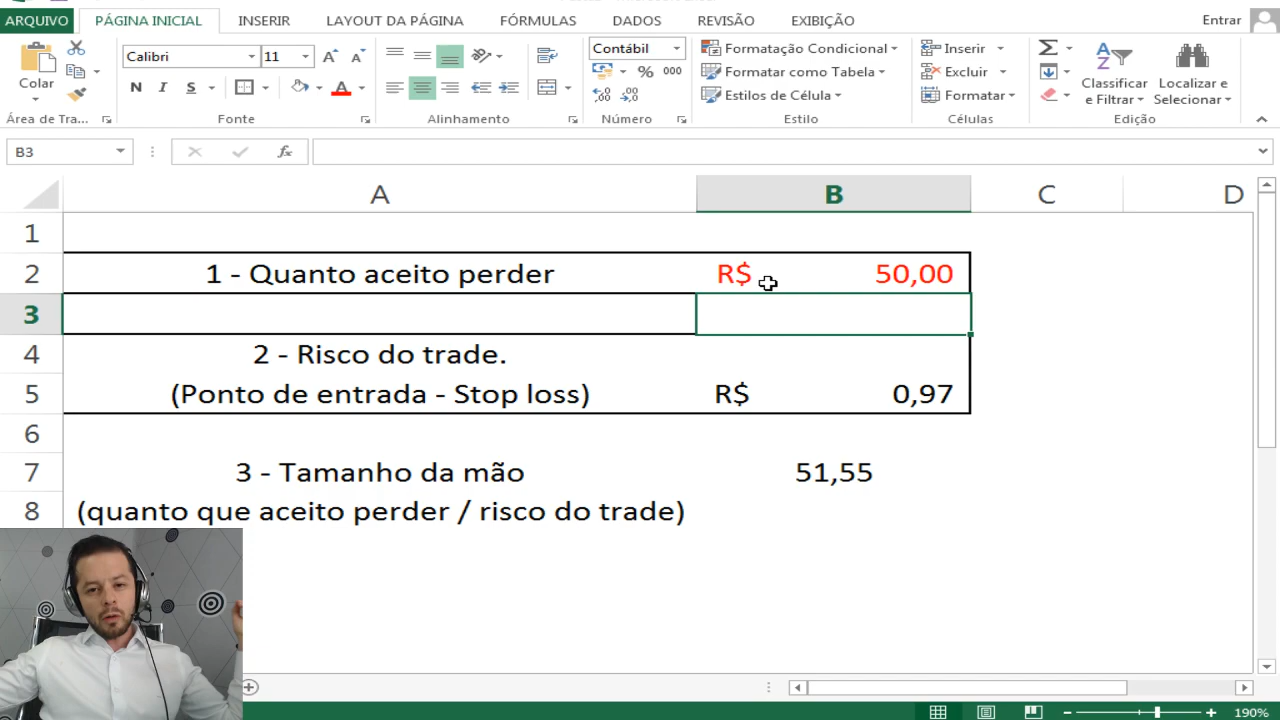 ARQUIVO PÁGINA INICIAL INSERIR LAYOUT DA PÁGINA FÓRMULAS DADOS REVISÃO EXIBIÇÃO Entrar
Colar
Área de Tra...
Calibri 11
N I S
A
Fonte
Alinhamento
Contábil
% 000
Número
Formatação Condicional
Formatar como Tabela
Estilos de Célula
Estilo
Inserir
Excluir
Formatar
Células
Classificar
e Filtrar
Localizar e
Selecionar
Edição
B3 fx
A B C D
1
2 1 - Quanto aceito perder R$ 50,00
3
4 2 - Risco do trade.
5 (Ponto de entrada - Stop loss) R$ 0,97
6
7 3 - Tamanho da mão 51,55
8 (quanto que aceito perder / risco do trade)
190%